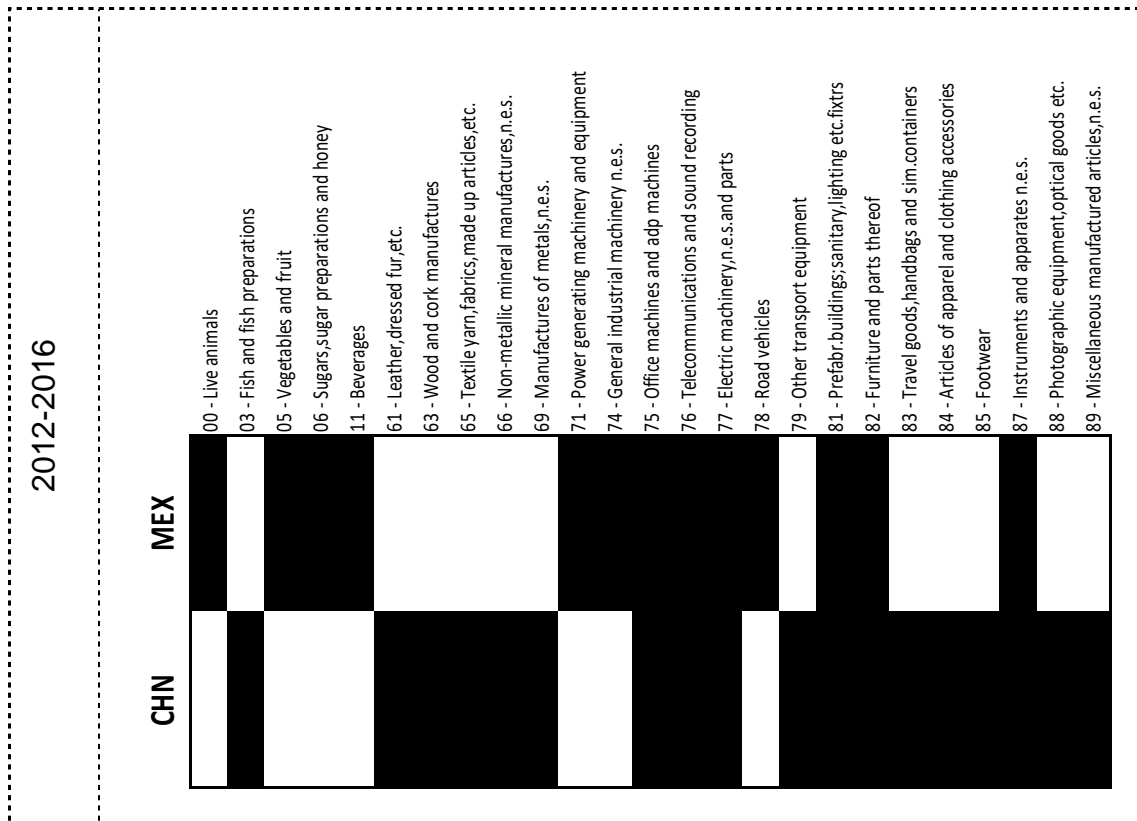 2012-2016
MEX
CHN
00 - Live animals
03 - Fish and fish preparations
05 - Vegetables and fruit
06 - Sugars,sugar preparations and honey
11 - Beverages
61 - Leather,dressed fur,etc.
63 - Wood and cork manufactures
65 - Textile yarn,fabrics,made up articles,etc.
66 - Non-metallic mineral manufactures,n.e.s.
69 - Manufactures of metals,n.e.s.
71 - Power generating machinery and equipment
74 - General industrial machinery n.e.s.
75 - Office machines and adp machines
76 - Telecommunications and sound recording
77 - Electric machinery,n.e.s.and parts
78 - Road vehicles
79 - Other transport equipment
81 - Prefabr.buildings;sanitary,lighting etc.fixtrs
82 - Furniture and parts thereof
83 - Travel goods,handbags and sim.containers
84 - Articles of apparel and clothing accessories
85 - Footwear
87 - Instruments and apparates n.e.s.
88 - Photographic equipment,optical goods etc.
89 - Miscellaneous manufactured articles,n.e.s.